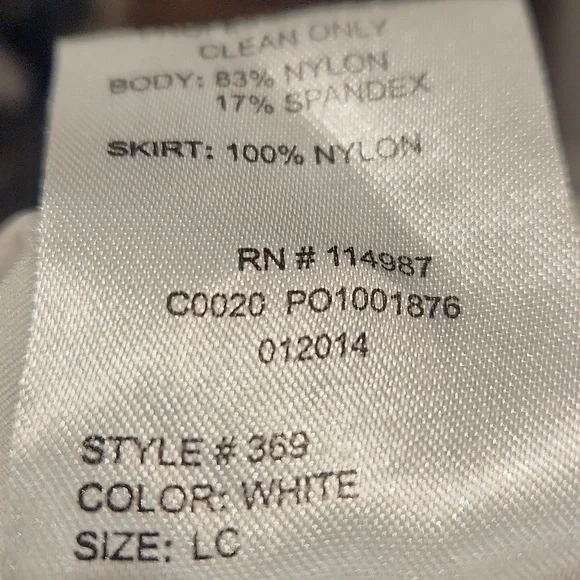 CLEAN ONLY
BODY: 83% NYLON
17% SPANDEX
SKIRT: 100% NYLON
RN # 114987
C0020 PO1001876
012014
STYLE # 369
COLOR: WHITE
SIZE: LC